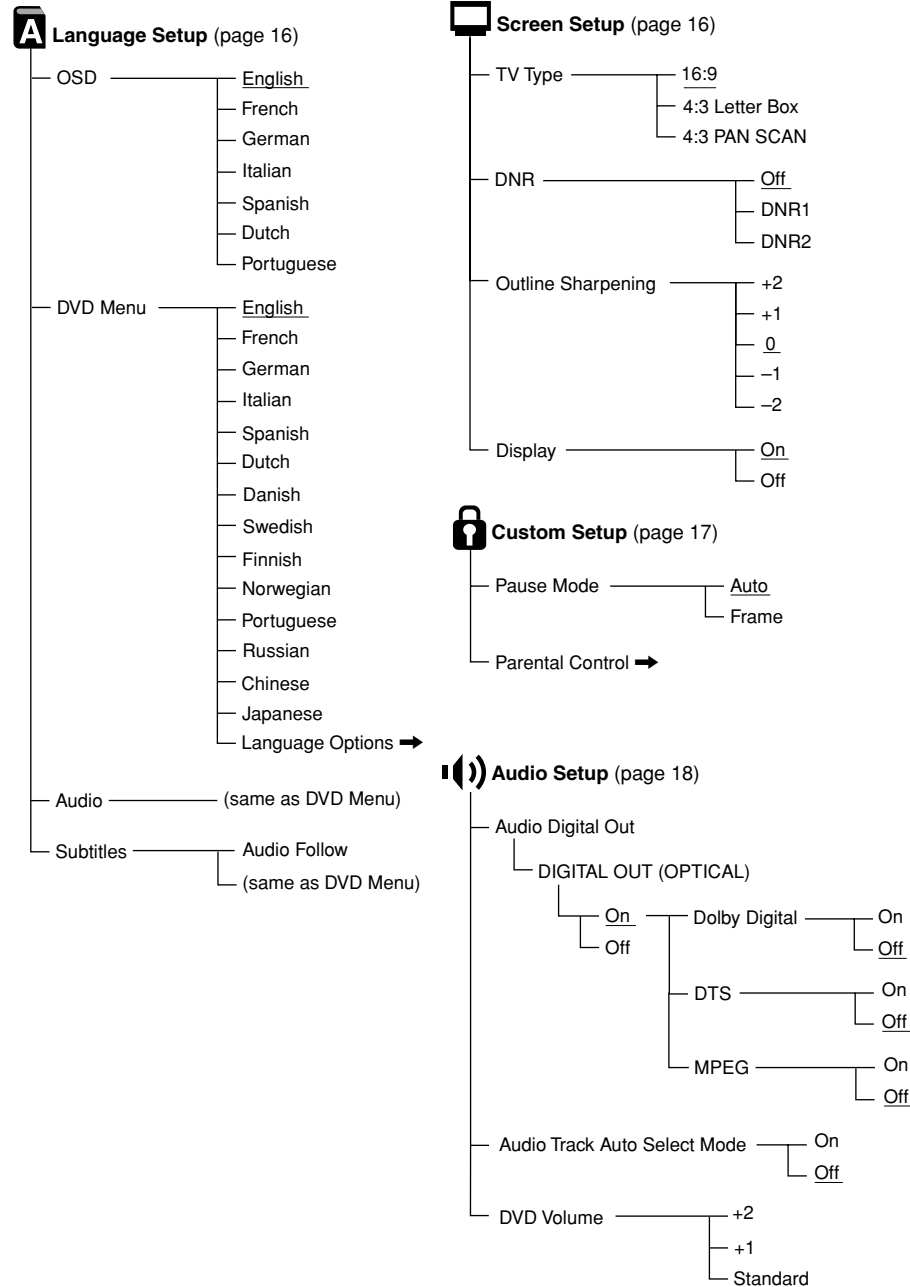 A Language Setup (page 16)
OSD
English
French
German
Italian
Spanish
Dutch
Portuguese
DVD Menu
English
French
German
Italian
Spanish
Dutch
Danish
Swedish
Finnish
Norwegian
Portuguese
Russian
Chinese
Japanese
Language Options ➡
Audio
(same as DVD Menu)
Subtitles
Audio Follow
(same as DVD Menu)
Screen Setup (page 16)
TV Type
16:9
4:3 Letter Box
4:3 PAN SCAN
DNR
Off
DNR1
DNR2
Outline Sharpening
+2
+1
0
–1
–2
Display
On
Off
Custom Setup (page 17)
Pause Mode
Auto
Frame
Parental Control ➡
Audio Setup (page 18)
Audio Digital Out
DIGITAL OUT (OPTICAL)
On
Off
Dolby Digital
On
Off
DTS
On
Off
MPEG
On
Off
Audio Track Auto Select Mode
On
Off
DVD Volume
+2
+1
Standard